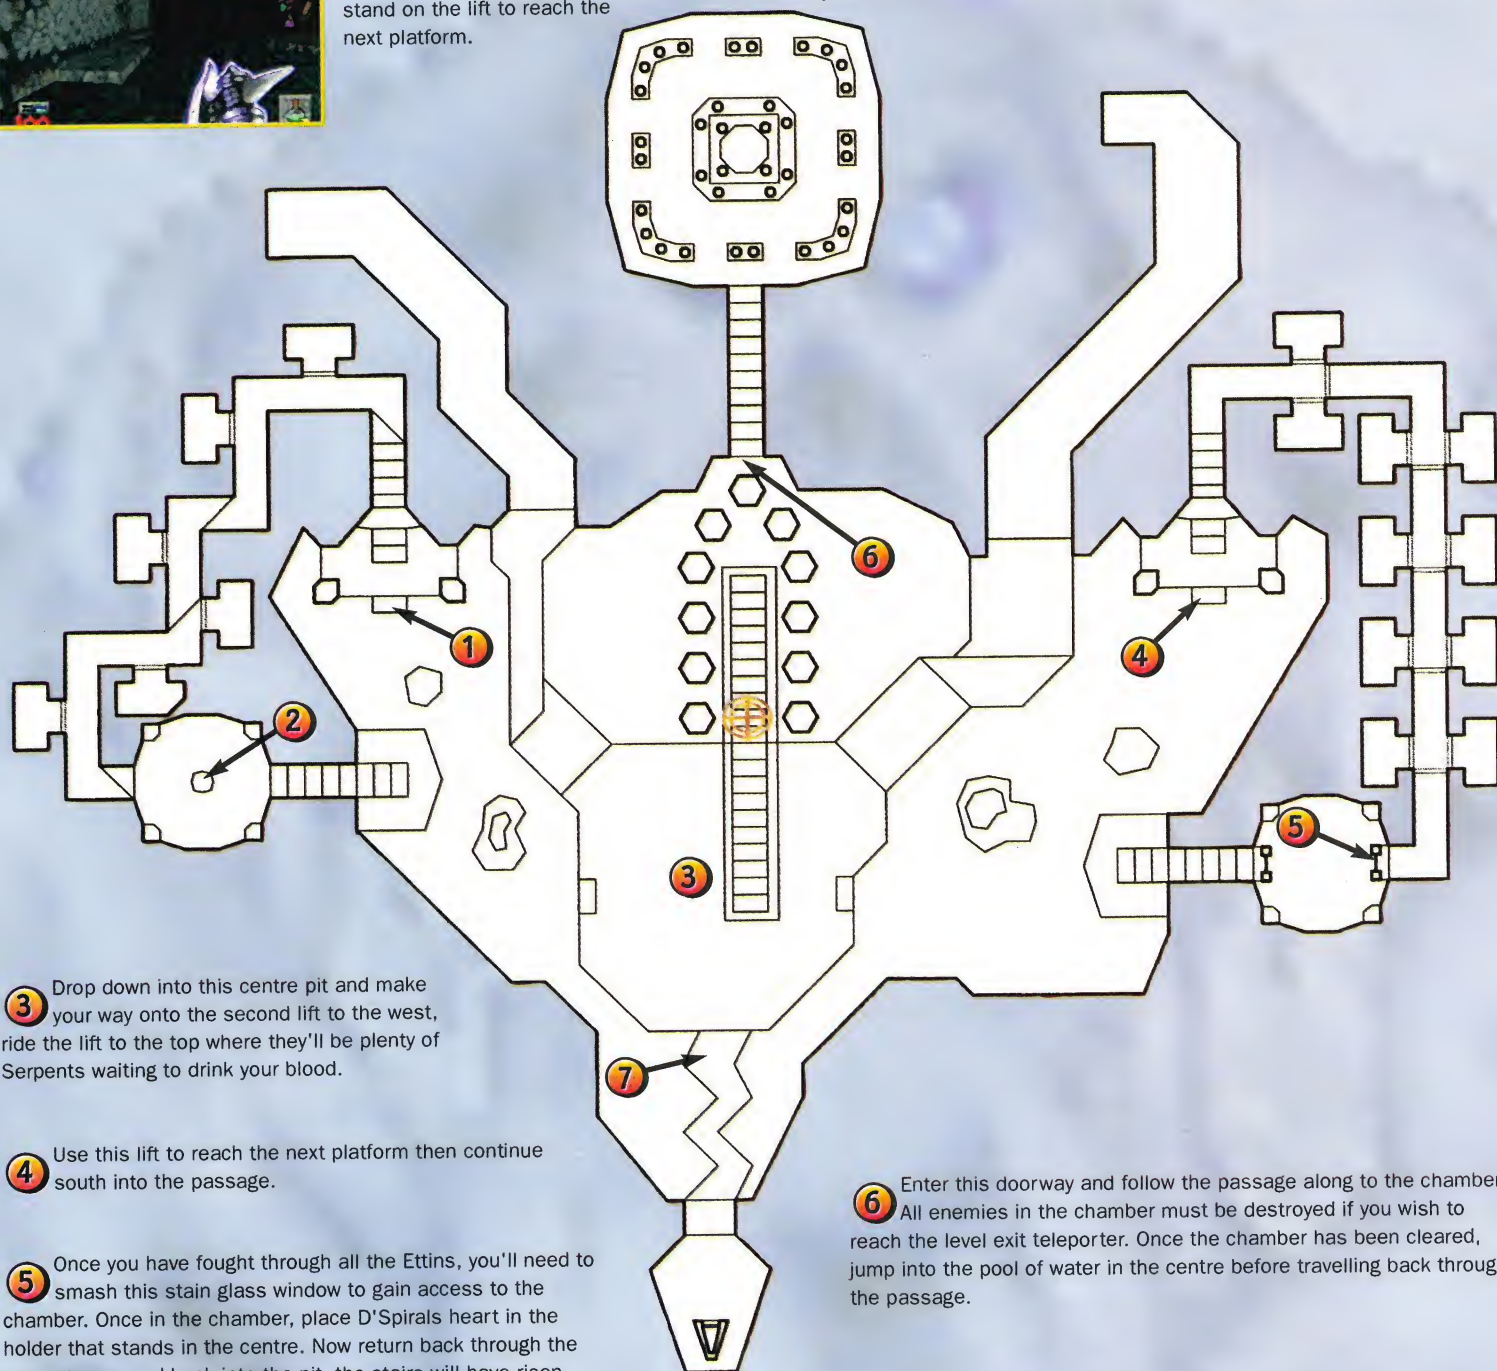 stand on the lift to reach the
next platform.
6
1
4
2
5
3
7
3 Drop down into this centre pit and make
your way onto the second lift to the west,
ride the lift to the top where they'll be plenty of
Serpents waiting to drink your blood.
4 Use this lift to reach the next platform then continue
south into the passage.
5 Once you have fought through all the Ettins, you'll need to
smash this stain glass window to gain access to the
chamber. Once in the chamber, place D'Spirals heart in the
holder that stands in the centre. Now return back through the
6 Enter this doorway and follow the passage along to the chamber
All enemies in the chamber must be destroyed if you wish to
reach the level exit teleporter. Once the chamber has been cleared,
jump into the pool of water in the centre before travelling back throug
the passage.